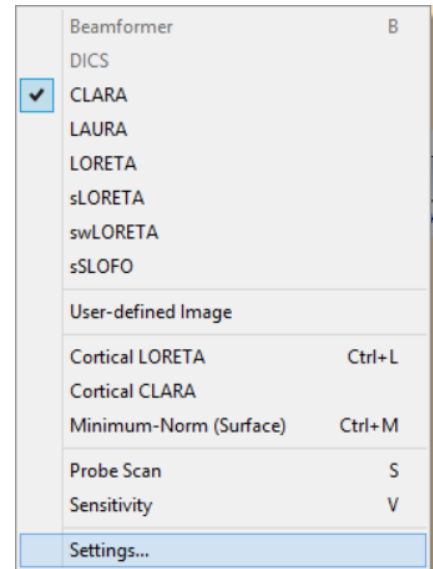 Beamformer B
DICS
CLARA
LAURA
LORETA
sLORETA
swLORETA
sSLOFO
User-defined Image
Cortical LORETA Ctrl+L
Cortical CLARA
Minimum-Norm (Surface) Ctrl+M
Probe Scan S
Sensitivity V
Settings...